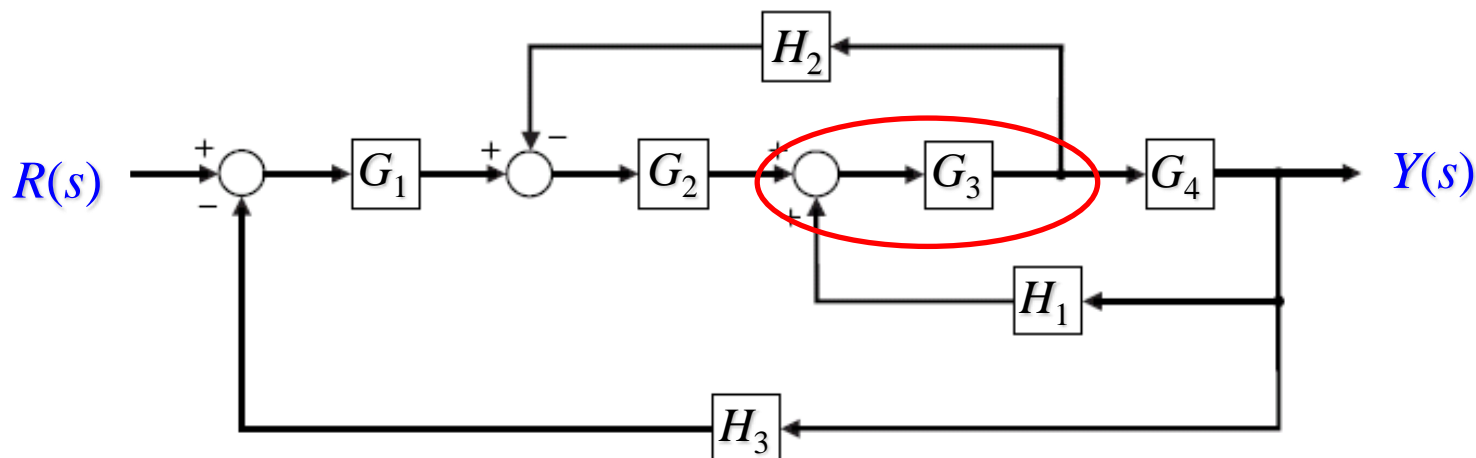 H₂
−
R(s) + G₁ + G₂ + G₃ G₄ Y(s)
− +
H₁
H₃